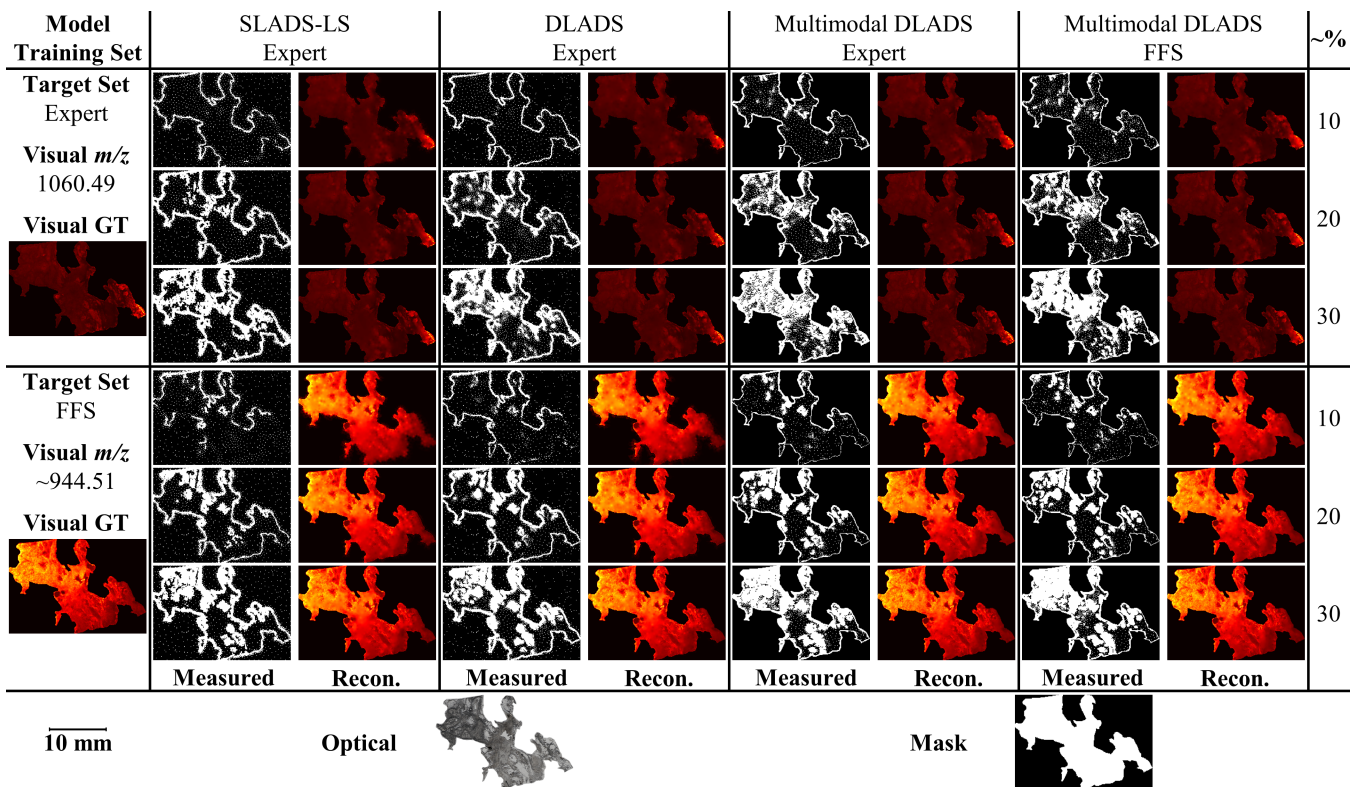 Model
Training Set
SLADS-LS
Expert
DLADS
Expert
Multimodal DLADS
Expert
Multimodal DLADS
FFS
~%
Target Set
Expert
Visual m/z
1060.49
Visual GT
10
20
30
Target Set
FFS
Visual m/z
~944.51
Visual GT
10
20
30
Measured Recon. Measured Recon. Measured Recon. Measured Recon.
10 mm
Optical
Mask